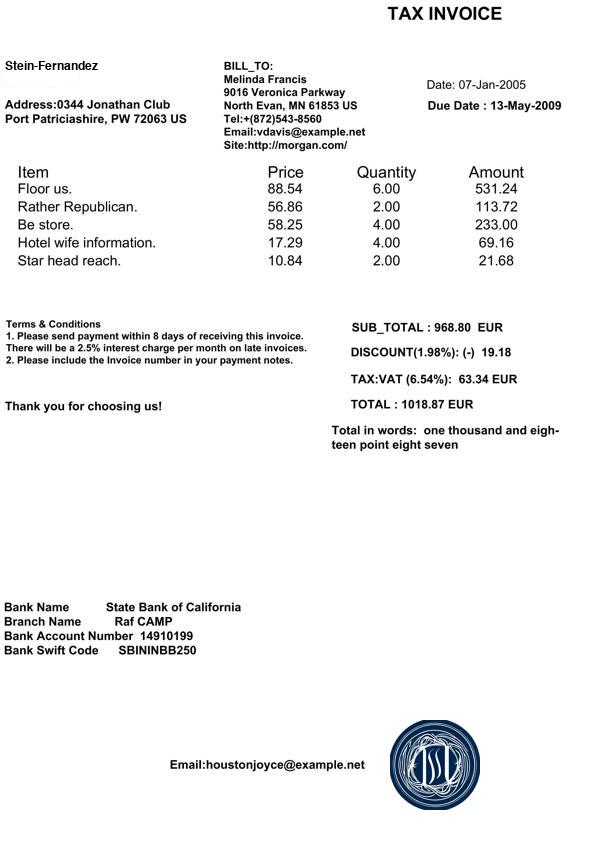 TAX INVOICE
Stein-Fernandez
Address:0344 Jonathan Club
Port Patriciashire, PW 72063 US
BILL_TO:
Melinda Francis
9016 Veronica Parkway
North Evan, MN 61853 US
Tel:+(872)543-8560
Email:vdavis@example.net
Site:http://morgan.com/
Date: 07-Jan-2005
Due Date : 13-May-2009
Item Price Quantity Amount
Floor us. 88.54 6.00 531.24
Rather Republican. 56.86 2.00 113.72
Be store. 58.25 4.00 233.00
Hotel wife information. 17.29 4.00 69.16
Star head reach. 10.84 2.00 21.68
Terms & Conditions
1. Please send payment within 8 days of receiving this invoice.
There will be a 2.5% interest charge per month on late invoices.
2. Please include the Invoice number in your payment notes.
Thank you for choosing us!
SUB_TOTAL : 968.80 EUR
DISCOUNT(1.98%): (-) 19.18
TAX:VAT (6.54%): 63.34 EUR
TOTAL : 1018.87 EUR
Total in words: one thousand and eigh-
teen point eight seven
Bank Name State Bank of California
Branch Name Raf CAMP
Bank Account Number 14910199
Bank Swift Code SBININBB250
Email:houstonjoyce@example.net